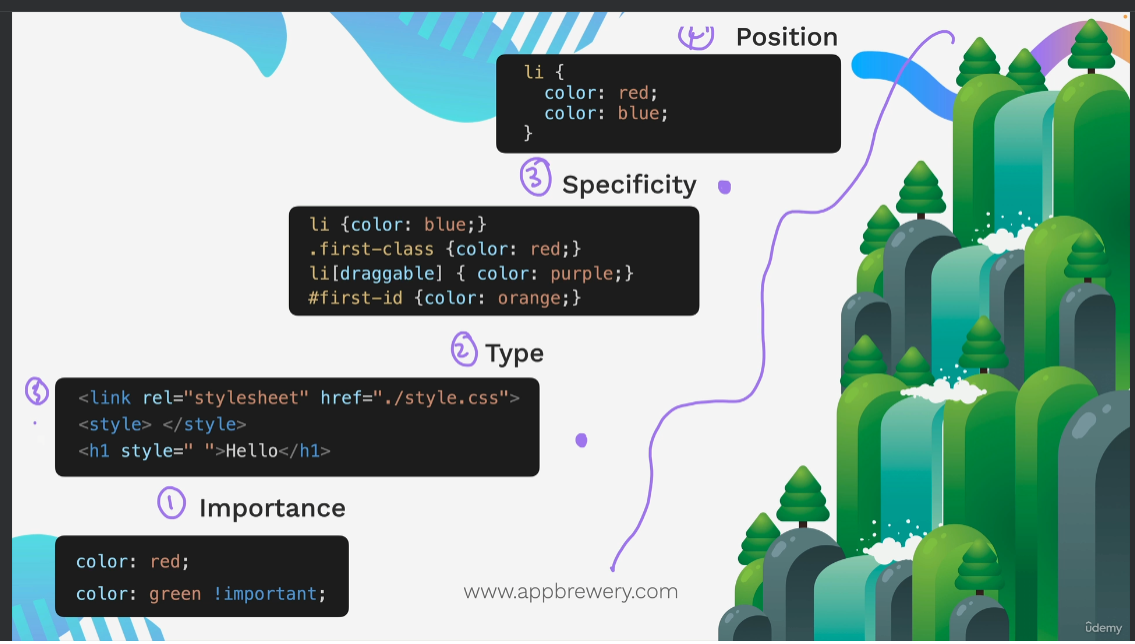 4 Position
li {
color: red;
color: blue;
}
3 Specificity
li {color: blue;}
.first-class {color: red;}
li[draggable] { color: purple;}
#first-id {color: orange;}
2 Type
<link rel="stylesheet" href="./style.css">
<style> </style>
<h1 style=" ">Hello</h1>
1 Importance
color: red;
color: green !important;
www.appbrewery.com
ûdemy